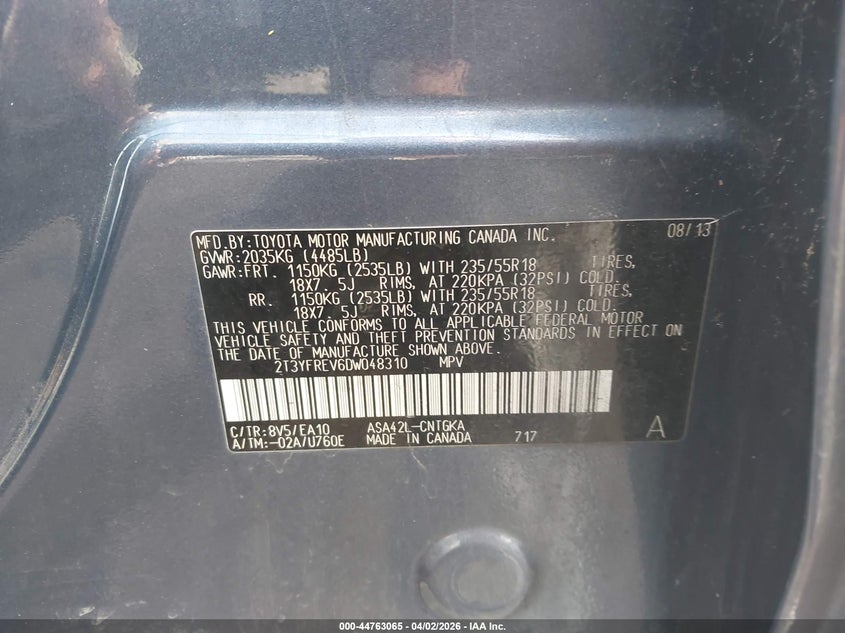 MFD.BY:TOYOTA MOTOR MANUFACTURING CANADA INC. 08/13
GVWR:2035KG (4485LB)
GAWR:FRT. 1150KG (2535LB) WITH 235/55R18 TIRES,
18X7. 5J RIMS, AT 220KPA (32PSI) COLD.
RR. 1150KG (2535LB) WITH 235/55R18 TIRES,
18X7. 5J RIMS, AT 220KPA (32PSI) COLD.
THIS VEHICLE CONFORMS TO ALL APPLICABLE FEDERAL MOTOR
VEHICLE SAFETY AND THEFT PREVENTION STANDARDS IN EFFECT ON
THE DATE OF MANUFACTURE SHOWN ABOVE.
2T3YFREV6DW048310 MPV
C/TR:8V5/EA10 ASA42L-CNTGKA
A/TM:-02A/U760E MADE IN CANADA 717 A
000-44763065 - 04/02/2026 - IAA Inc.